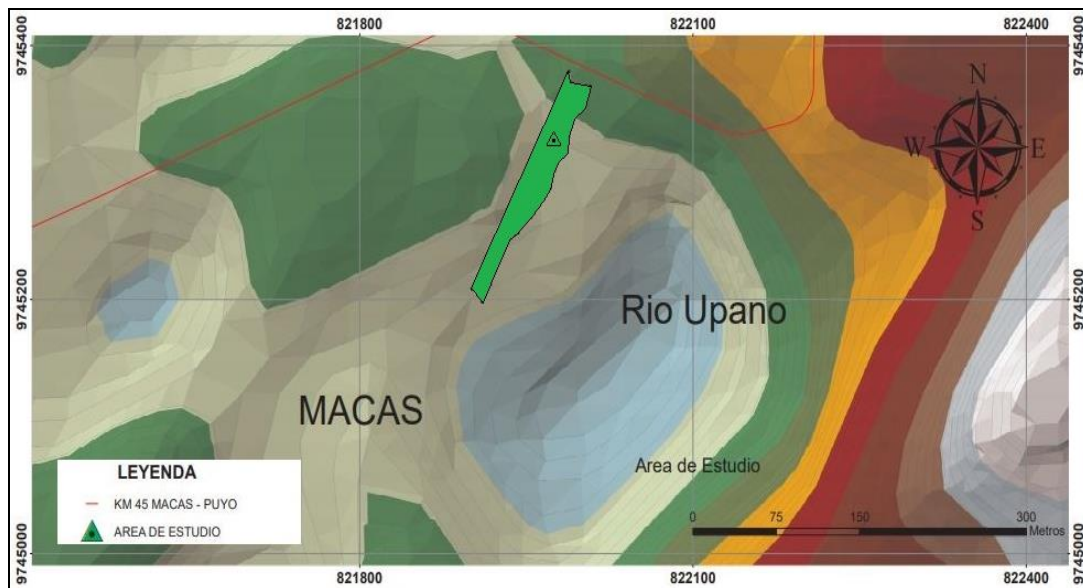 821800 822100 822400
9745400 9745400
N
W E
S
9745200 9745200
Rio Upano
MACAS
Area de Estudio
LEYENDA
KM 45 MACAS - PUYO
AREA DE ESTUDIO
0 75 150 300
Metros
9745000 9745000
821800 822100 822400